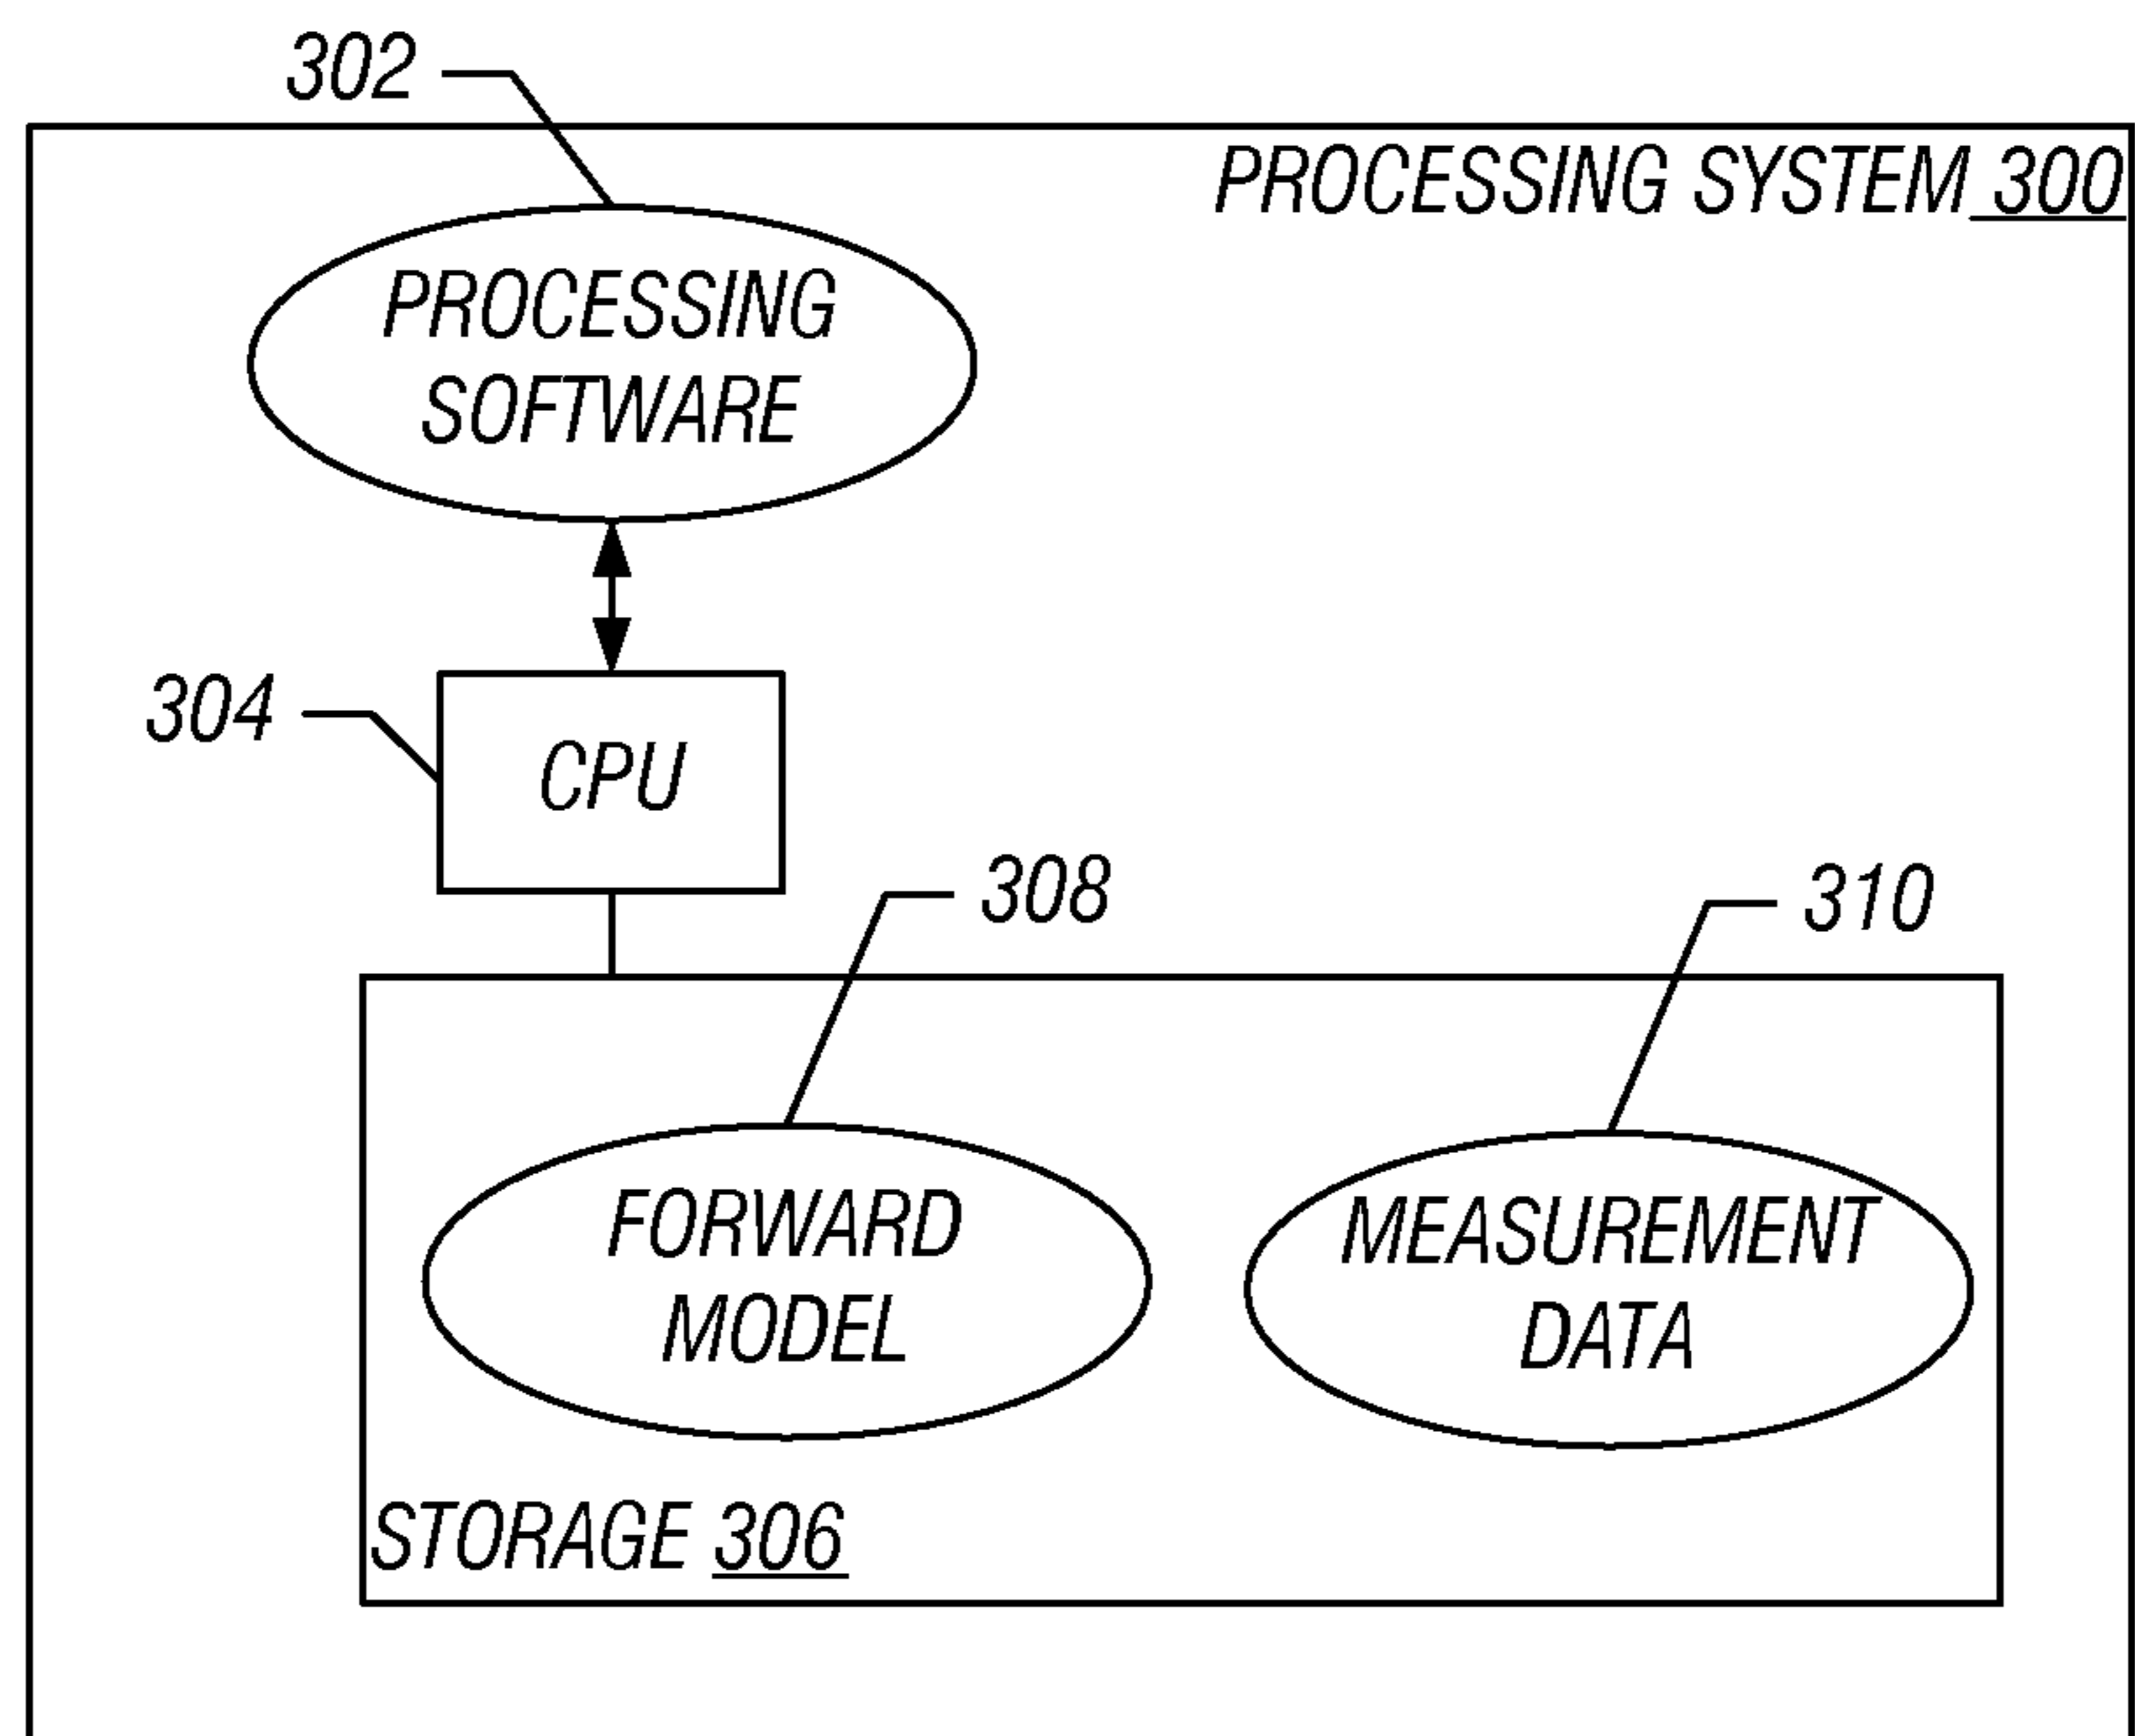 302
PROCESSING SYSTEM 300
PROCESSING
SOFTWARE
304
CPU
308
310
FORWARD
MODEL
MEASUREMENT
DATA
STORAGE 306